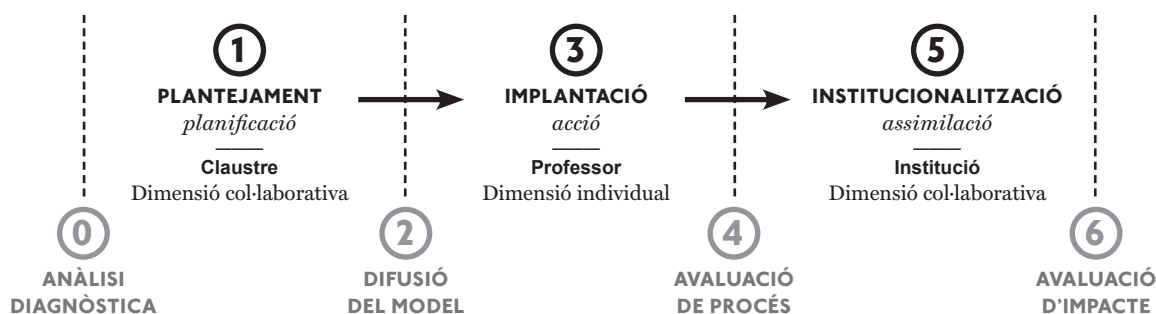 1
PLANTEJAMENT
planificació
Claustre
Dimensió col·laborativa
3
IMPLANTACIÓ
acció
Professor
Dimensió individual
5
INSTITUCIONALITZACIÓ
assimilació
Institució
Dimensió col·laborativa
0
ANÀLISI
DIAGNÒSTICA
2
DIFUSIÓ
DEL MODEL
4
AVALUACIÓ
DE PROCÉS
6
AVALUACIÓ
D’IMPACTE